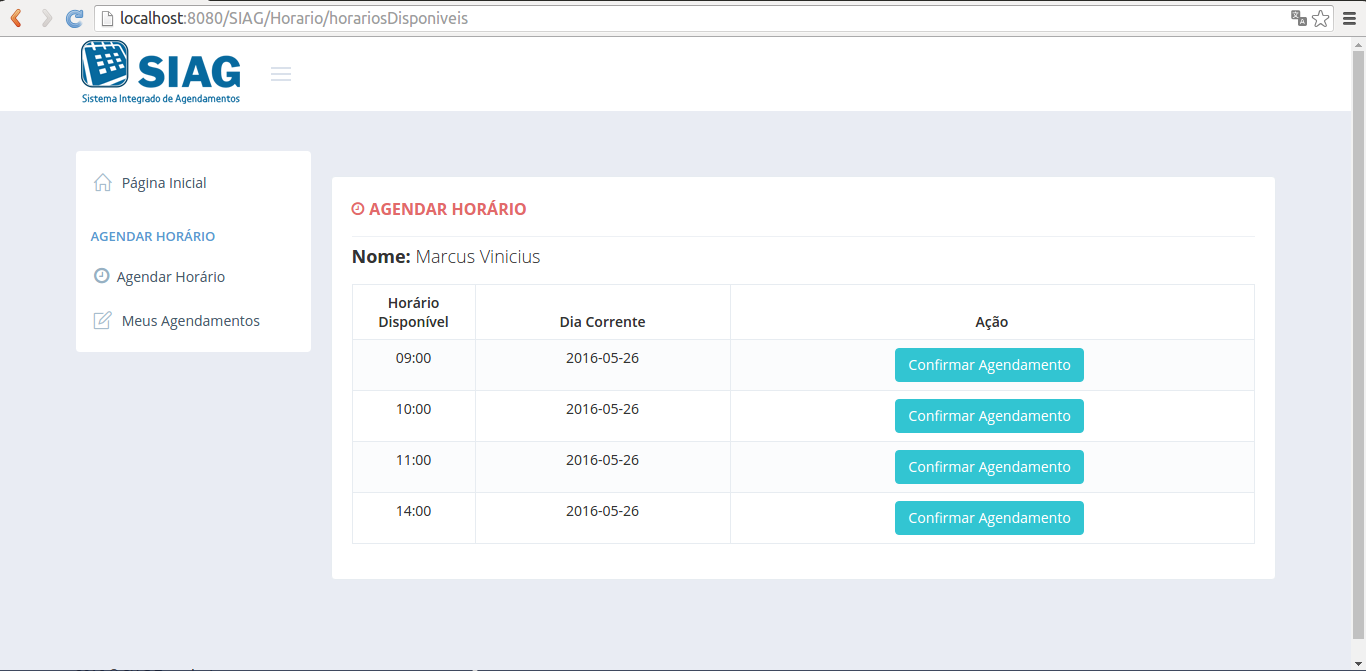 localhost:8080/SIAG/Horario/horariosDisponiveis
SIAG
Sistema Integrado de Agendamentos
Página Inicial
AGENDAR HORÁRIO
Agendar Horário
Meus Agendamentos
AGENDAR HORÁRIO
Nome: Marcus Vinicius
Horário
Disponível
Dia Corrente
Ação
09:00 2016-05-26 Confirmar Agendamento
10:00 2016-05-26 Confirmar Agendamento
11:00 2016-05-26 Confirmar Agendamento
14:00 2016-05-26 Confirmar Agendamento